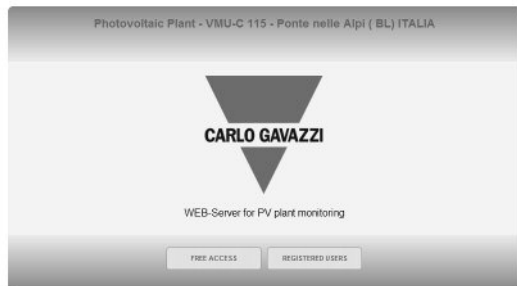 Photovoltaic Plant - VMU-C 115 - Ponte nelle Alpi ( BL) ITALIA
CARLO GAVAZZI
WEB-Server for PV plant monitoring
FREE ACCESS REGISTERED USERS